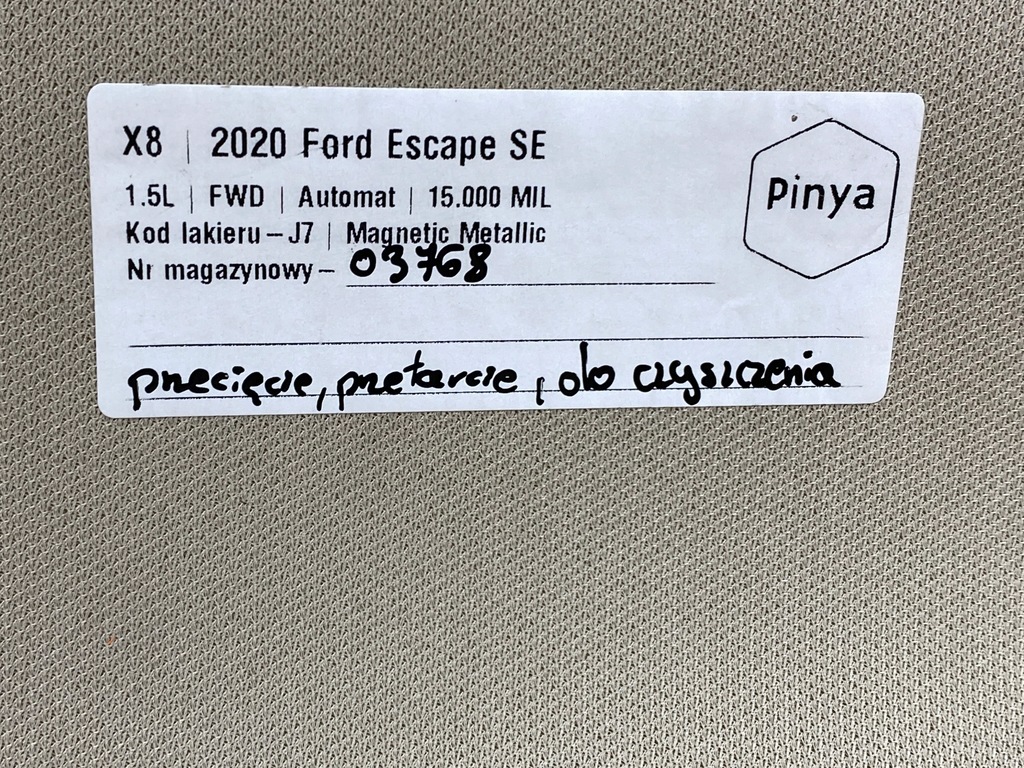 X8 | 2020 Ford Escape SE
1.5L | FWD | Automat | 15.000 MIL
Kod lakieru – J7 | Magnetic Metallic
Nr magazynowy – 03768
przecięcie, przetarcie, do czyszczenia
Pinya